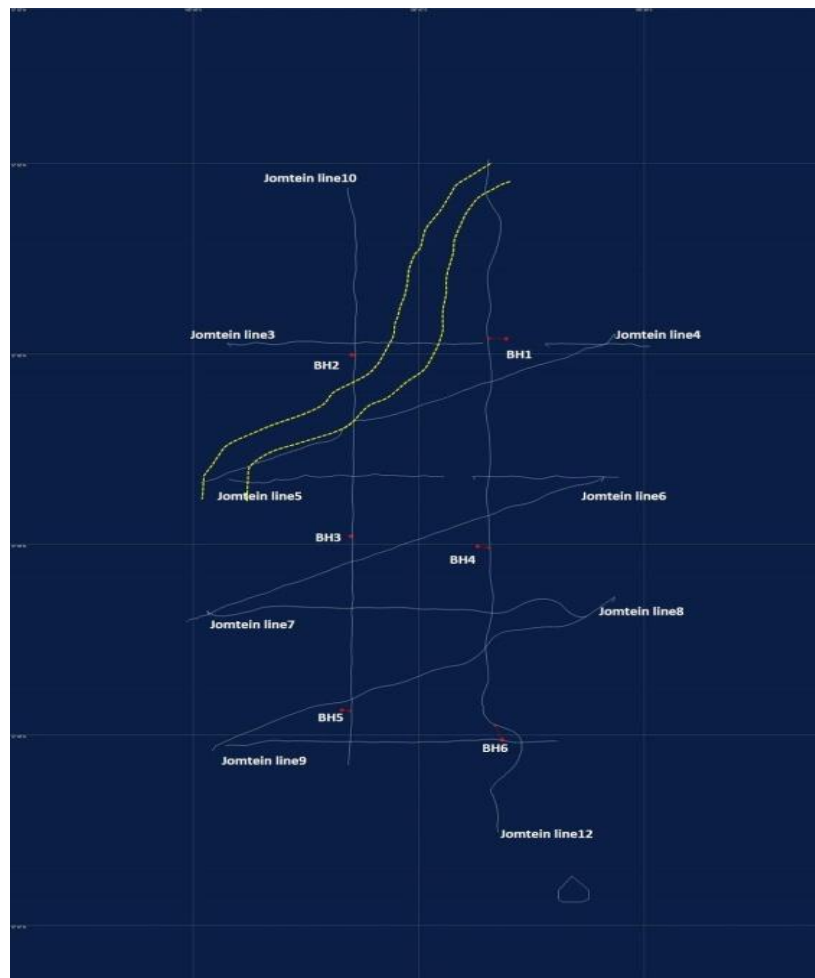 Jomtein line10
Jomtein line3
Jomtein line4
BH1
BH2
Jomtein line5
Jomtein line6
BH3
BH4
Jomtein line7
Jomtein line8
BH5
BH6
Jomtein line9
Jomtein line12